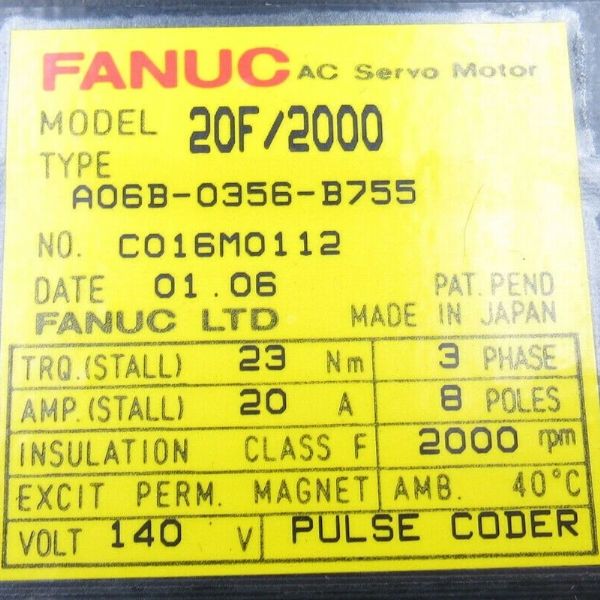 FANUC AC Servo Motor
MODEL 20F/2000
TYPE
A06B-0356-B755
NO. C016M0112
DATE 01.06 PAT. PEND
FANUC LTD MADE IN JAPAN
TRQ.(STALL) 23 Nm 3 PHASE
AMP.(STALL) 20 A 8 POLES
INSULATION CLASS F 2000 rpm
EXCIT PERM. MAGNET AMB. 40°C
VOLT 140 V PULSE CODER